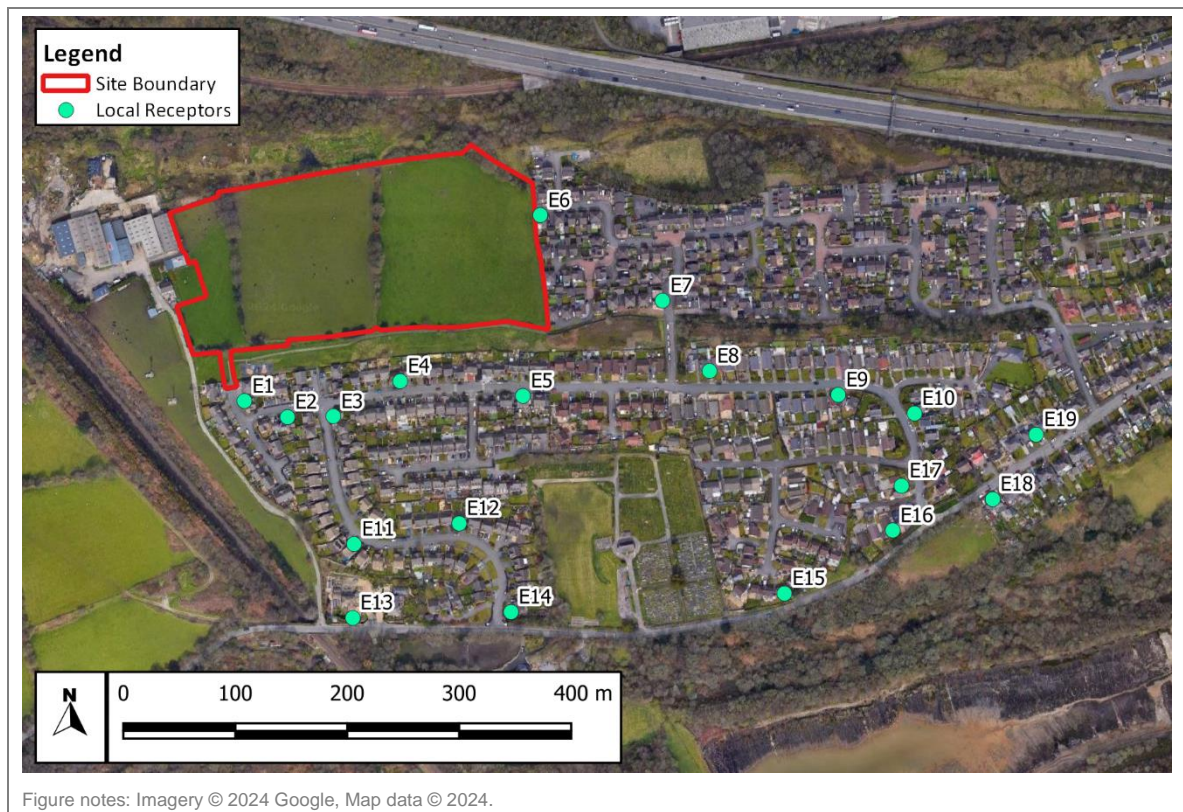 Legend
Site Boundary
Local Receptors
E6
E7
E8
E4
E5
E9
E1
E2
E3
E10
E19
E17
E18
E12
E16
E11
E15
E14
E13
N
0 100 200 300 400 m
Figure notes: Imagery © 2024 Google, Map data © 2024.